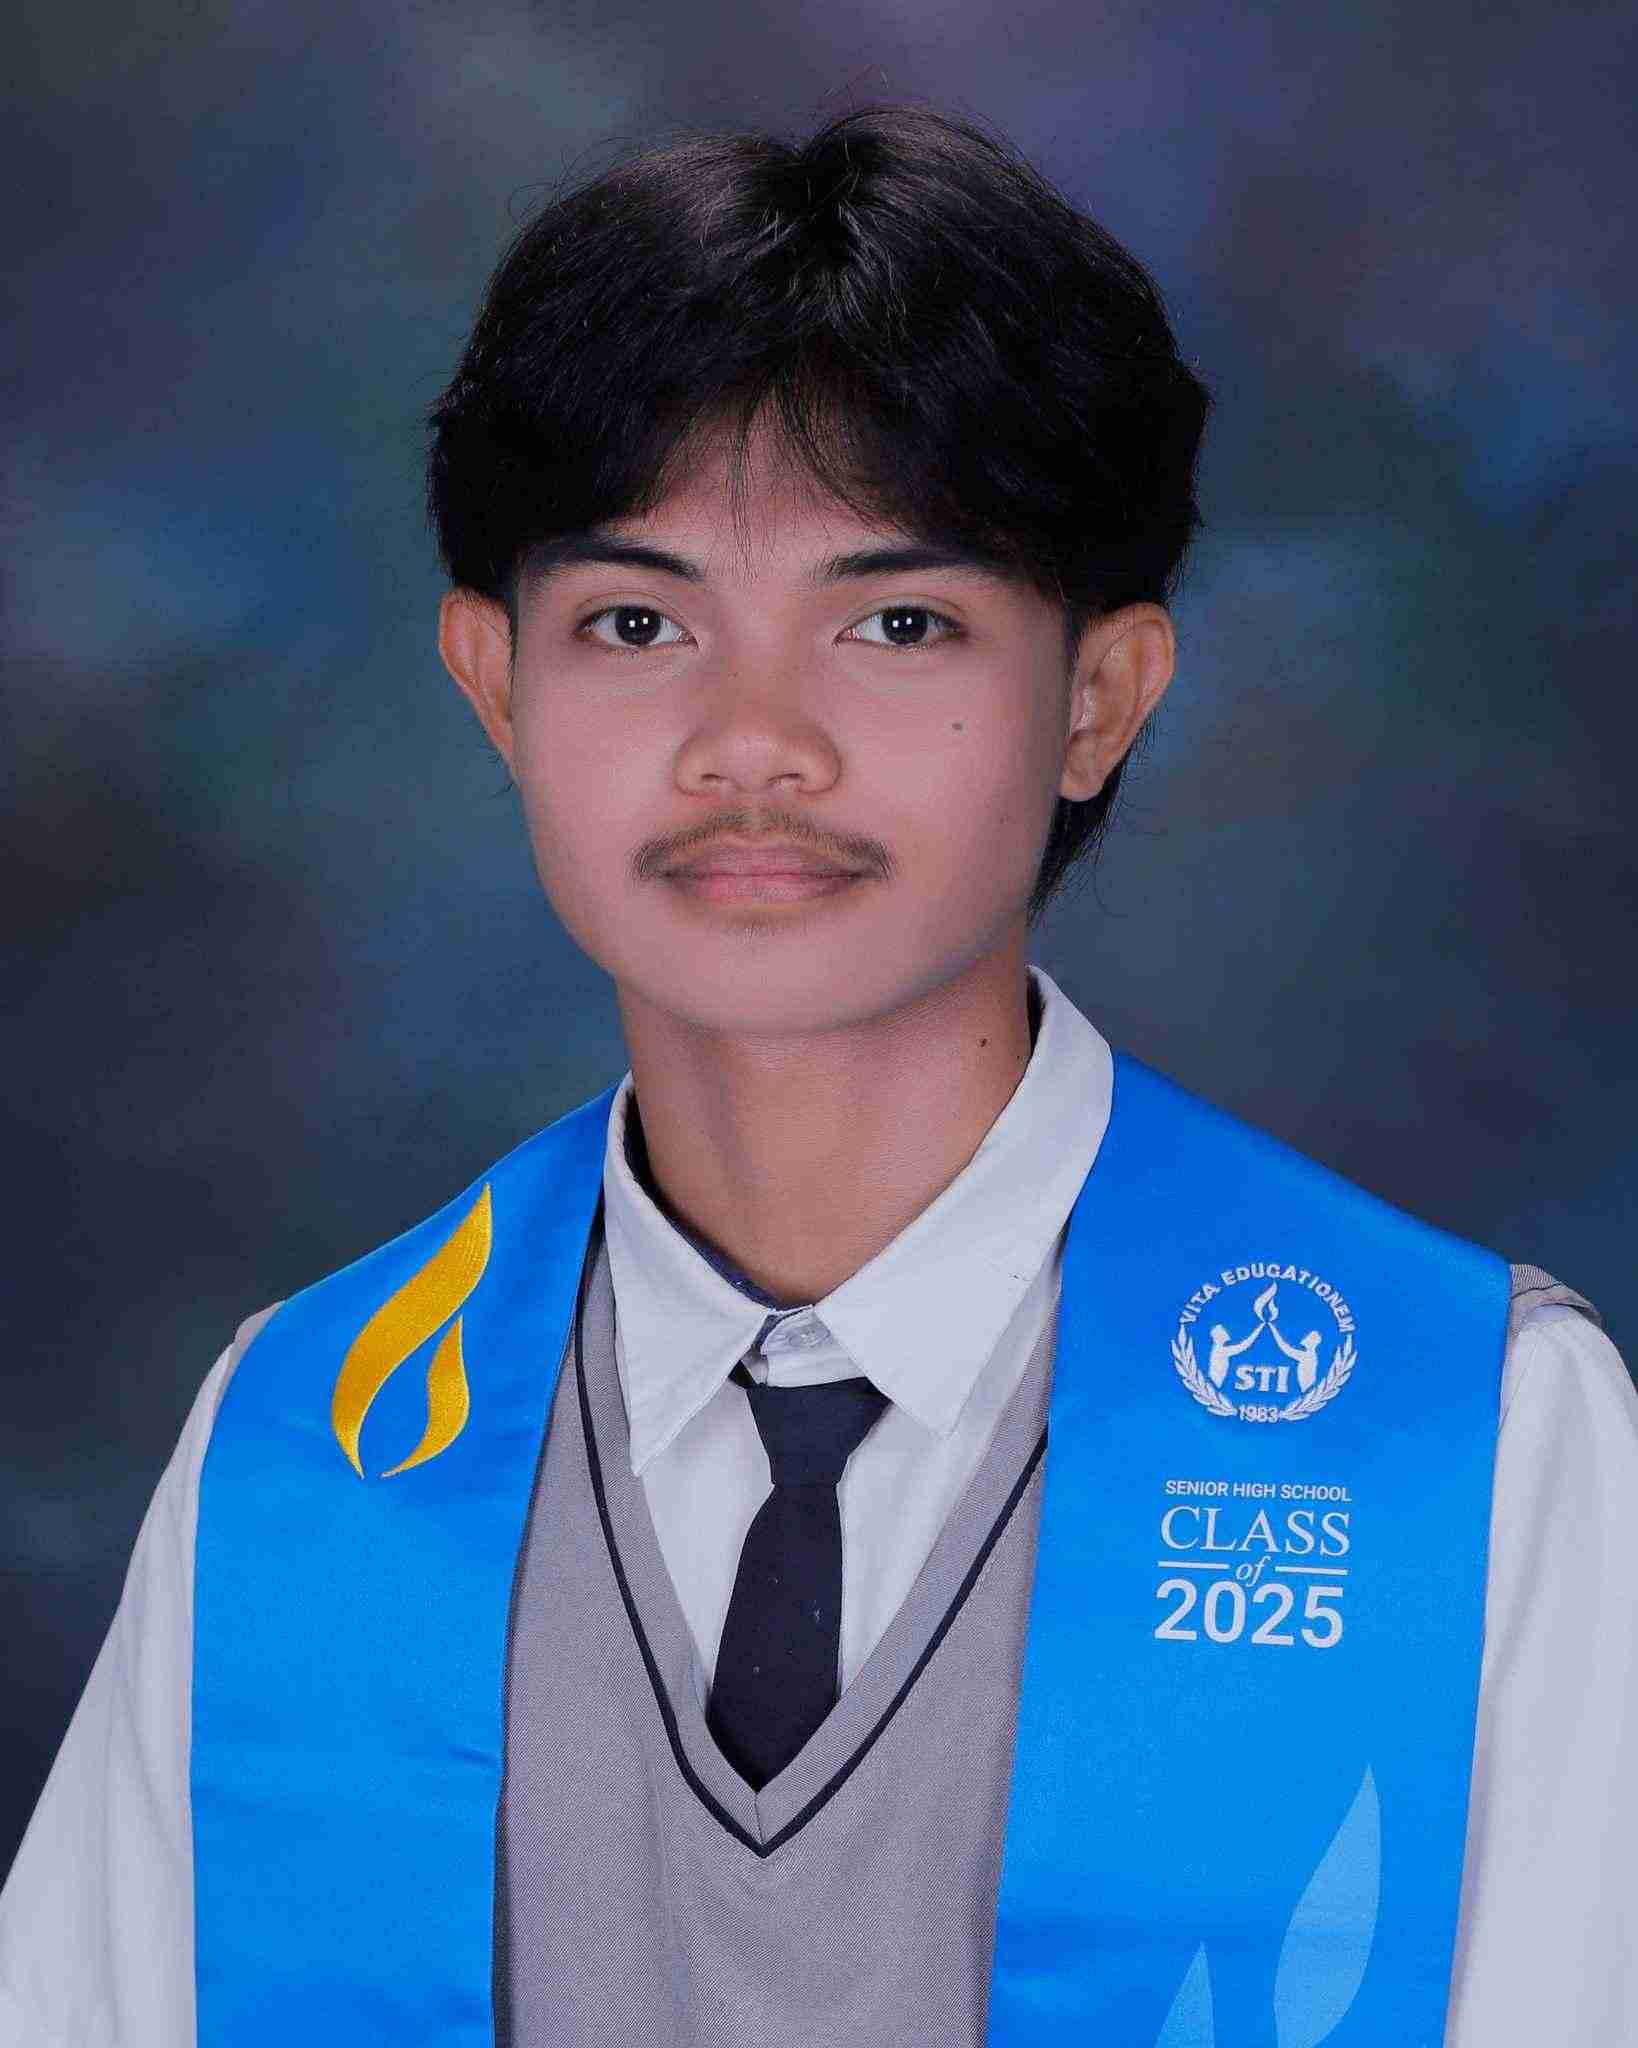 VITA EDUCATIONEM
STI
1983
SENIOR HIGH SCHOOL
CLASS
of
2025